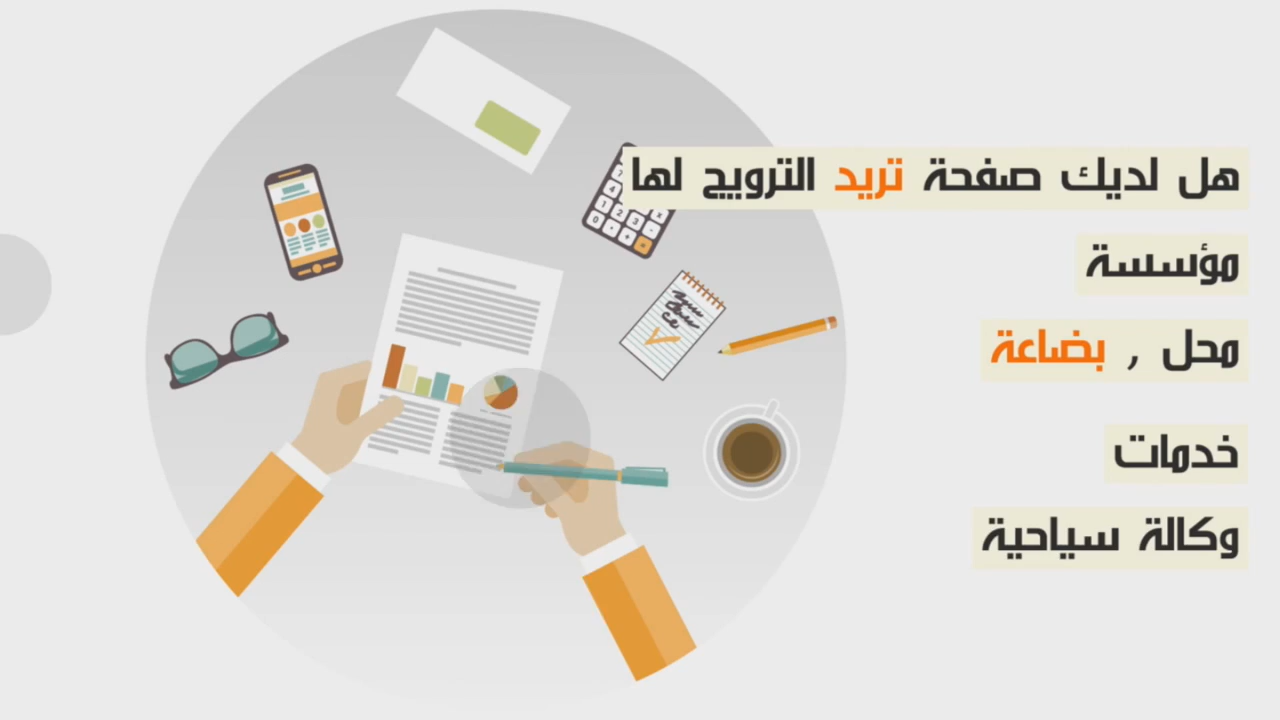 هل لديك صفحة تريد الترويج لها
مؤسسة
محل , بضاعة
خدمات
وكالة سياحية